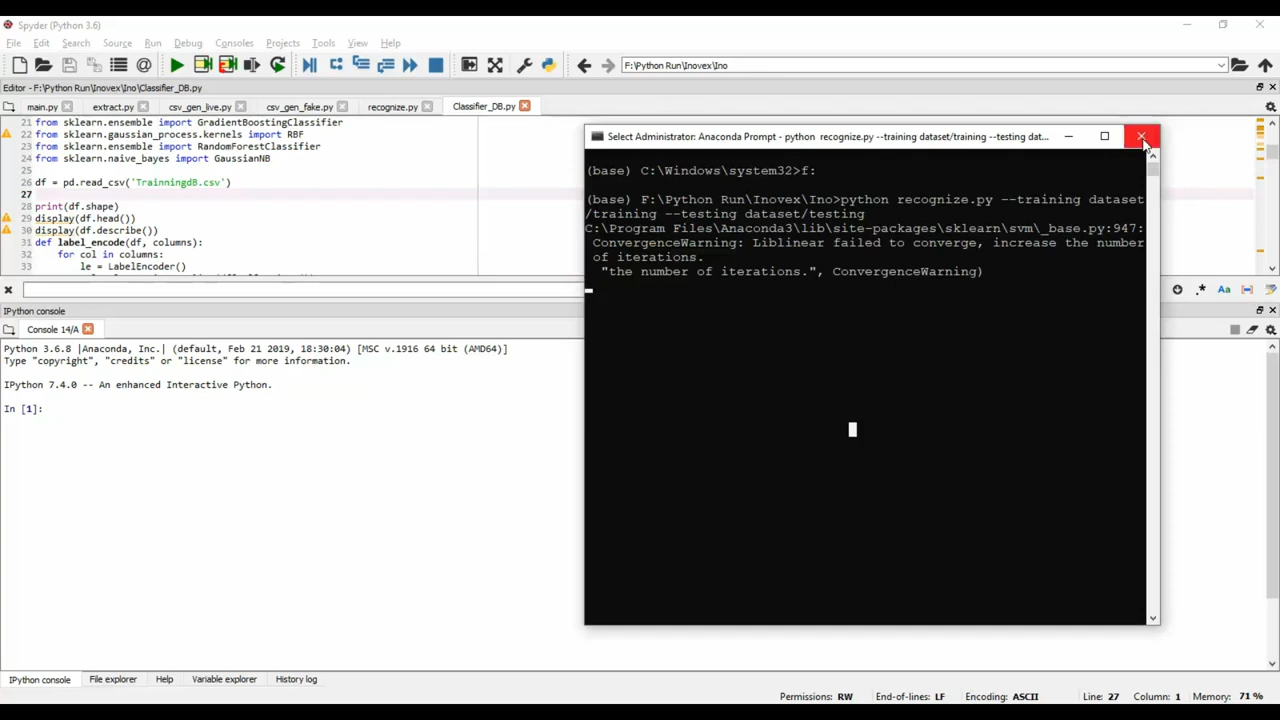 Spyder (Python 3.6)
File Edit Search Source Run Debug Consoles Projects Tools View Help
F:\Python Run\Inovex\Ino
Editor - F:\Python Run\Inovex\Ino\Classifier_DB.py
main.py extract.py csv_gen_live.py csv_gen_fake.py recognize.py Classifier_DB.py
21 from sklearn.ensemble import GradientBoostingClassifier
22 from sklearn.gaussian_process.kernels import RBF
23 from sklearn.ensemble import RandomForestClassifier
24 from sklearn.naive_bayes import GaussianNB
25
26 df = pd.read_csv('TrainningdB.csv')
27
28 print(df.shape)
29 display(df.head())
30 display(df.describe())
31 def label_encode(df, columns):
32 for col in columns:
33 le = LabelEncoder()
Select Administrator: Anaconda Prompt - python recognize.py --training dataset/training --testing dat...
(base) C:\Windows\system32>f:
(base) F:\Python Run\Inovex\Ino>python recognize.py --training dataset
/training --testing dataset/testing
C:\Program Files\Anaconda3\lib\site-packages\sklearn\svm\_base.py:947:
ConvergenceWarning: Liblinear failed to converge, increase the number
of iterations.
"the number of iterations.", ConvergenceWarning)
.* Aa
IPython console
Console 14/A
Python 3.6.8 |Anaconda, Inc.| (default, Feb 21 2019, 18:30:04) [MSC v.1916 64 bit (AMD64)]
Type "copyright", "credits" or "license" for more information.
IPython 7.4.0 -- An enhanced Interactive Python.
In [1]:
IPython console File explorer Help Variable explorer History log
Permissions: RW End-of-lines: LF Encoding: ASCII Line: 27 Column: 1 Memory: 71 %